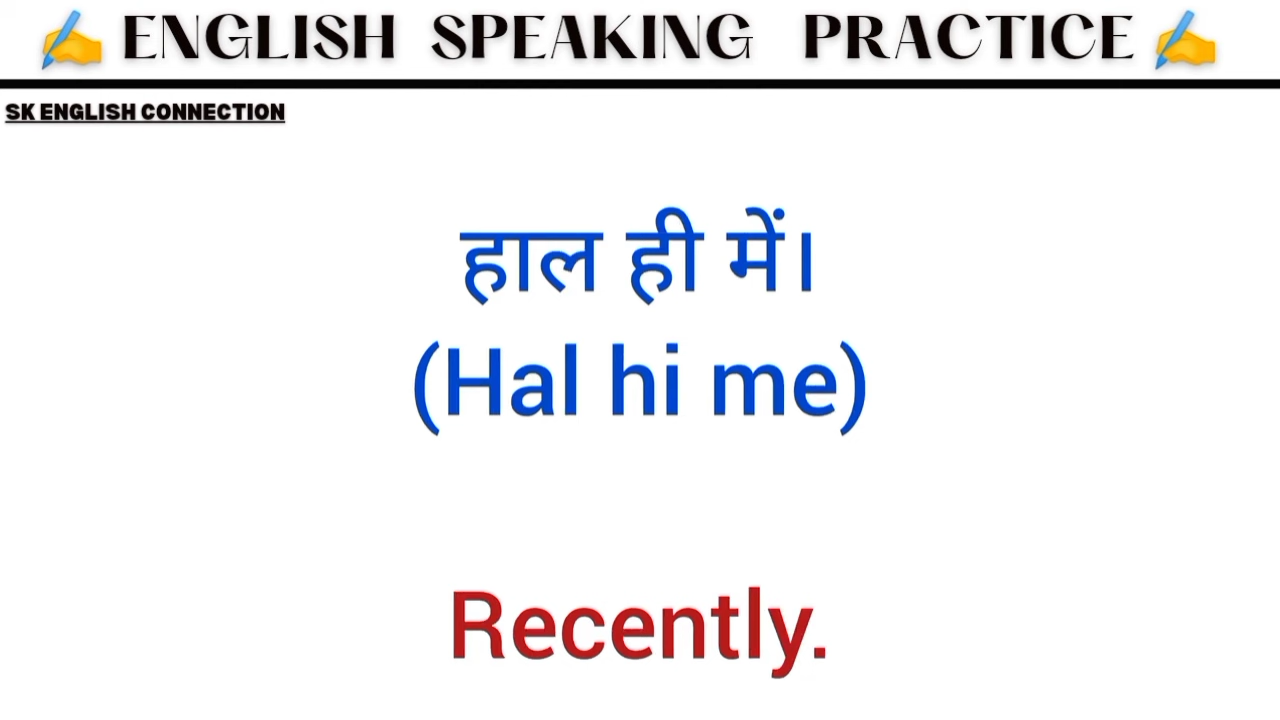 ✍ ENGLISH SPEAKING PRACTICE ✍
SK ENGLISH CONNECTION
हाल ही में।
(Hal hi me)
Recently.